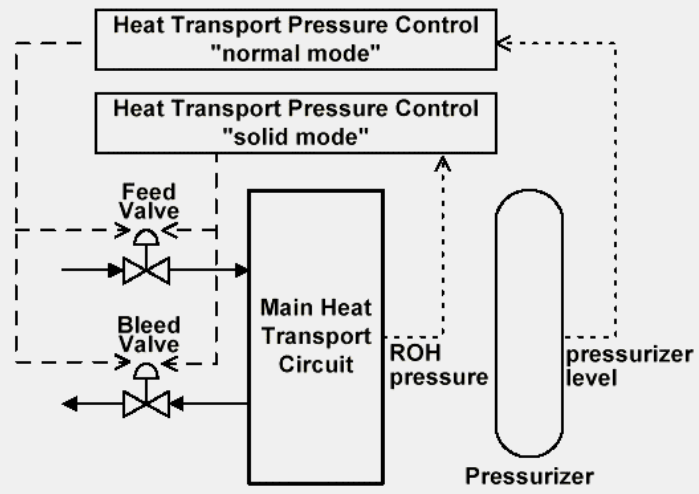 Heat Transport Pressure Control
"normal mode"
Heat Transport Pressure Control
"solid mode"
Feed
Valve
Bleed
Valve
Main Heat
Transport
Circuit
ROH
pressure
pressurizer
level
Pressurizer